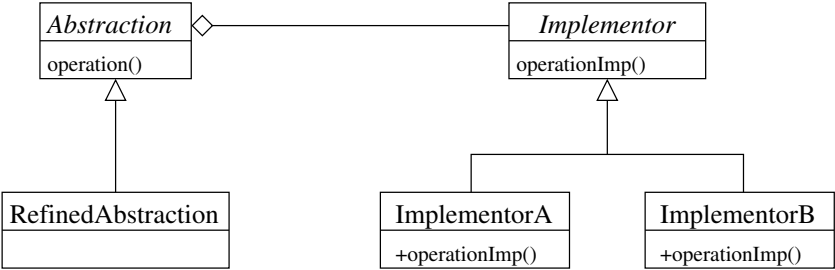 Abstraction
operation()
Implementor
operationImp()
RefinedAbstraction
ImplementorA
+operationImp()
ImplementorB
+operationImp()